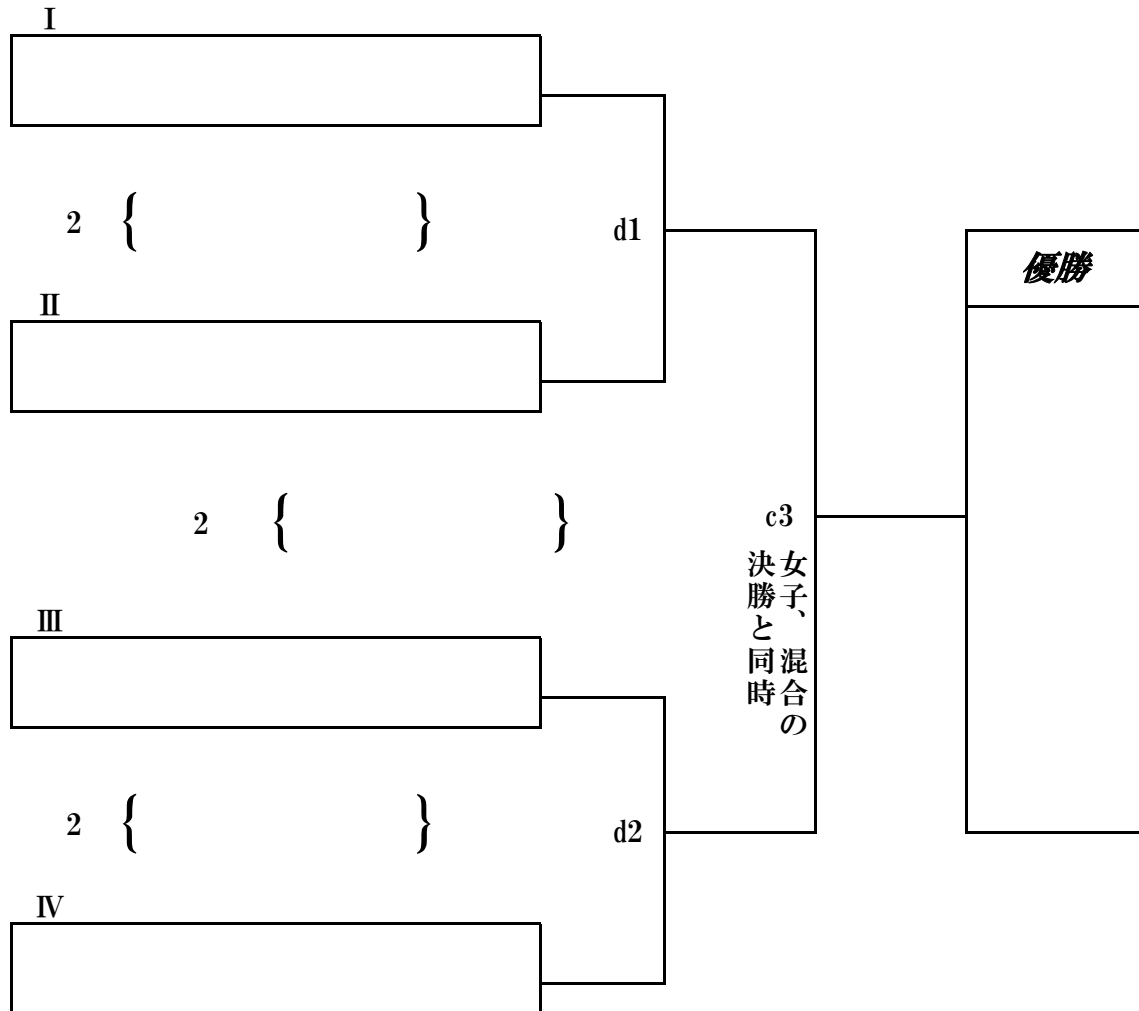 Ⅰ
2 { } d1
優勝
Ⅱ
2 { } c3
女子、混合の
決勝と同時
Ⅲ
2 { } d2
Ⅳ